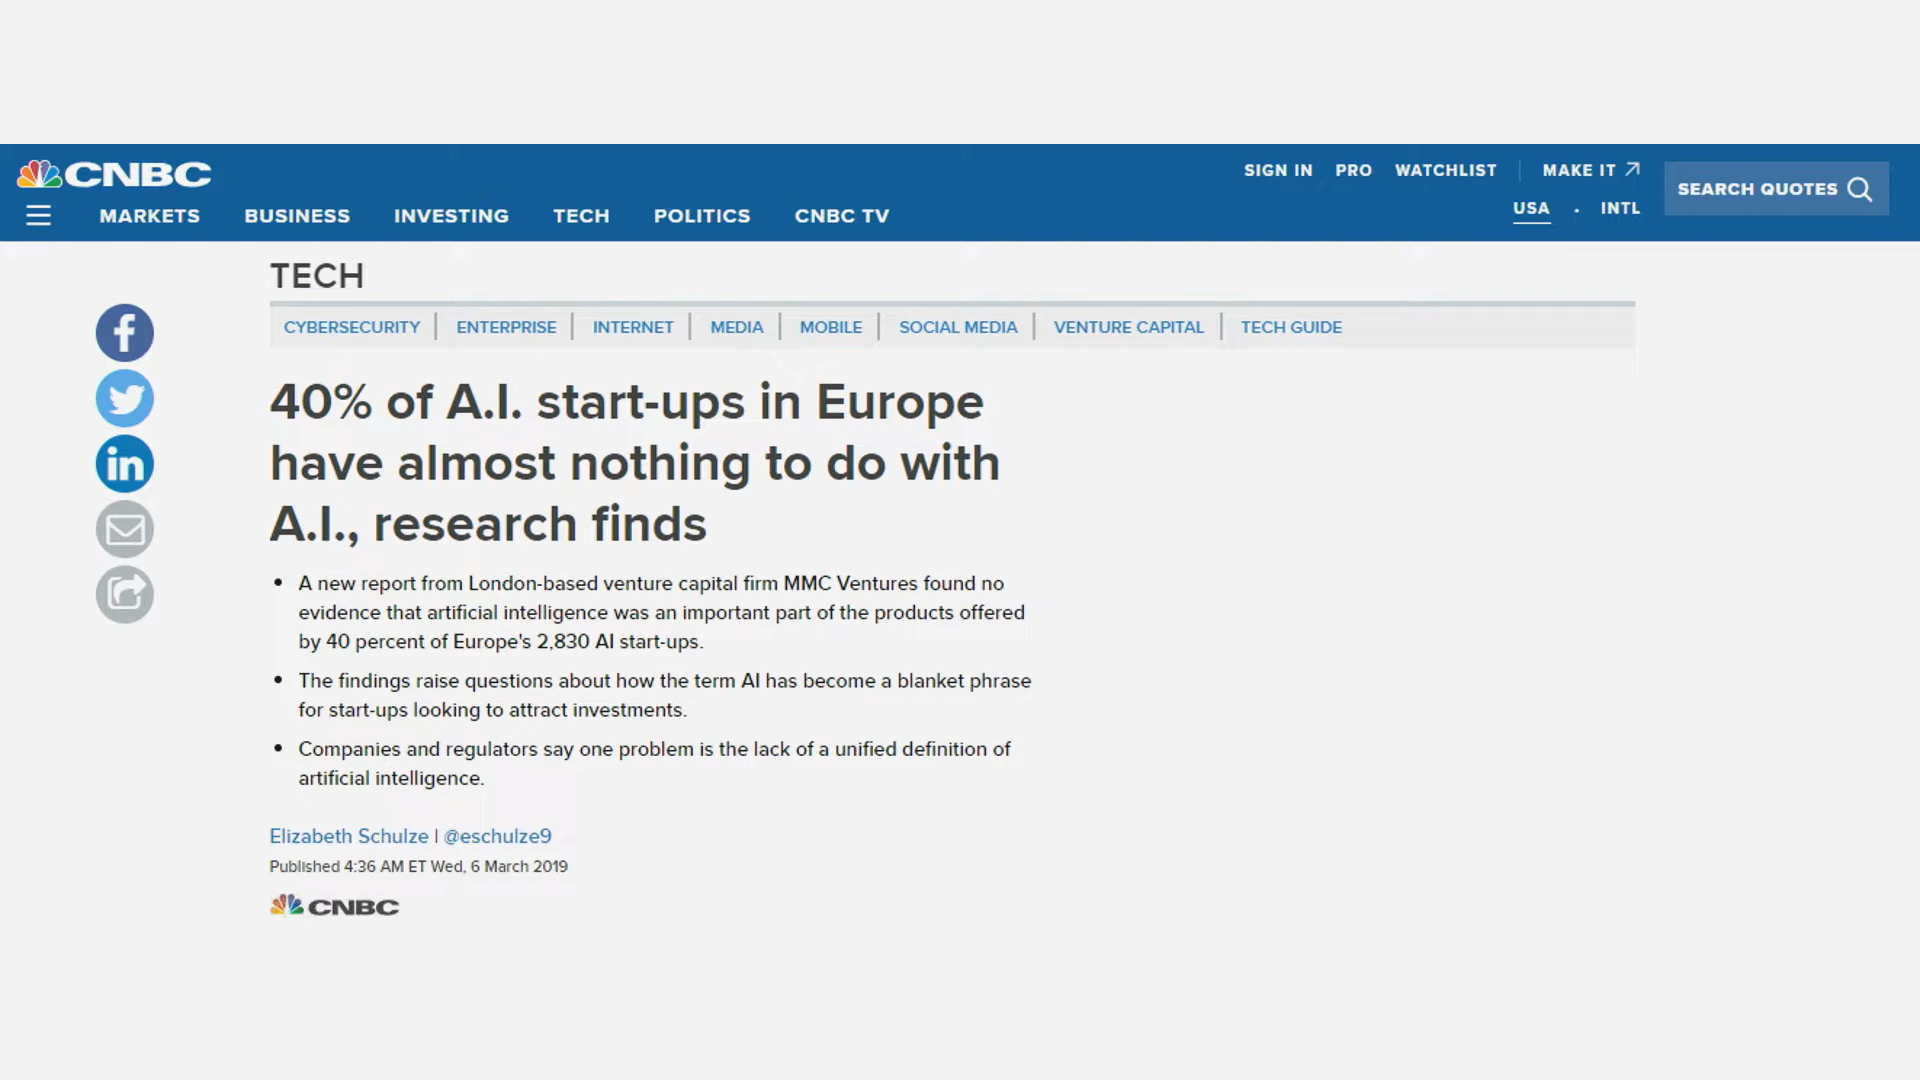 CNBC
SIGN IN PRO WATCHLIST MAKE IT
SEARCH QUOTES
MARKETS BUSINESS INVESTING TECH POLITICS CNBC TV
USA · INTL
TECH
CYBERSECURITY ENTERPRISE INTERNET MEDIA MOBILE SOCIAL MEDIA VENTURE CAPITAL TECH GUIDE
40% of A.I. start-ups in Europe
have almost nothing to do with
A.I., research finds
• A new report from London-based venture capital firm MMC Ventures found no
evidence that artificial intelligence was an important part of the products offered
by 40 percent of Europe's 2,830 AI start-ups.
• The findings raise questions about how the term AI has become a blanket phrase
for start-ups looking to attract investments.
• Companies and regulators say one problem is the lack of a unified definition of
artificial intelligence.
Elizabeth Schulze | @eschulze9
Published 4:36 AM ET Wed, 6 March 2019
CNBC